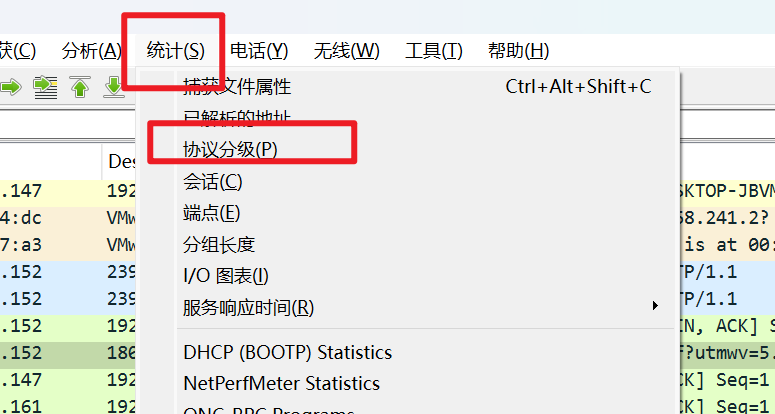 获(C) 分析(A) 统计(S) 电话(Y) 无线(W) 工具(T) 帮助(H)
捕获文件属性 Ctrl+Alt+Shift+C
已解析的地址
协议分级(P)
会话(C)
端点(E)
分组长度
I/O 图表(I)
服务响应时间(R)
DHCP (BOOTP) Statistics
NetPerfMeter Statistics
ONC-RPC Programs
Des
.147 192 SKTOP-JBVM
4:dc VMw 58.241.2?
7:a3 VMw is at 00:
.152 239 TP/1.1
.152 239 TP/1.1
.152 192 N, ACK] S
.152 180 f?utmwv=5.
.147 192 CK] Seq=1
.161 192 CK] Seq=1